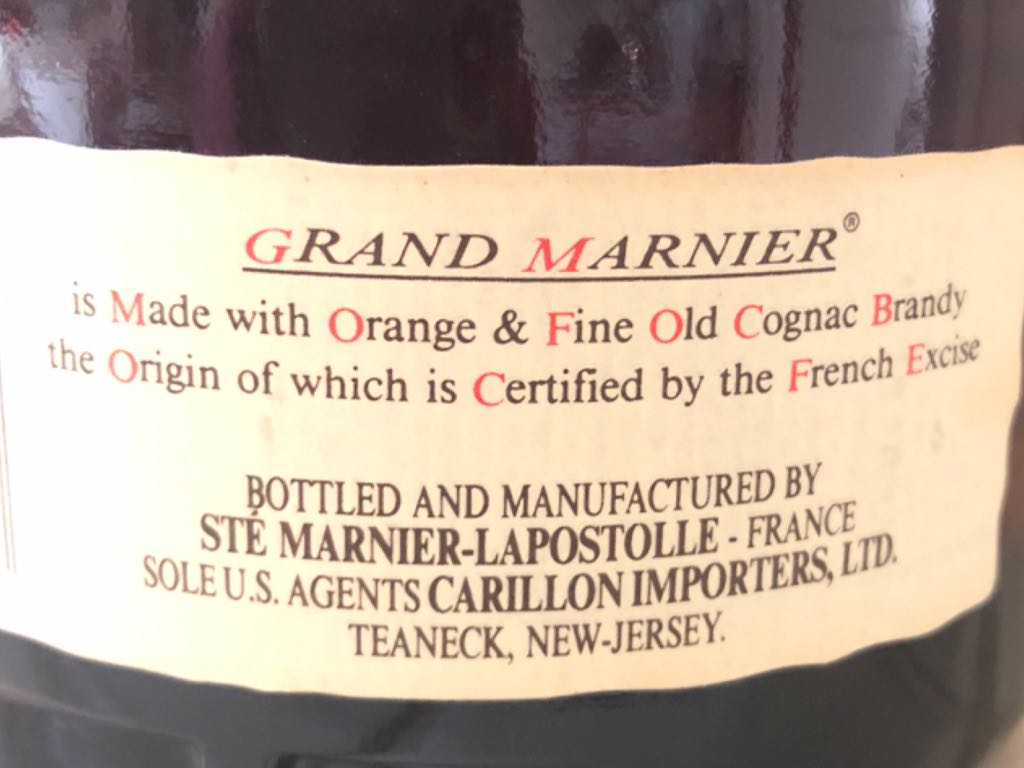 GRAND MARNIER®
is Made with Orange & Fine Old Cognac Brandy
the Origin of which is Certified by the French Excise
BOTTLED AND MANUFACTURED BY
STÉ MARNIER-LAPOSTOLLE - FRANCE
SOLE U.S. AGENTS CARILLON IMPORTERS, LTD.
TEANECK, NEW-JERSEY.